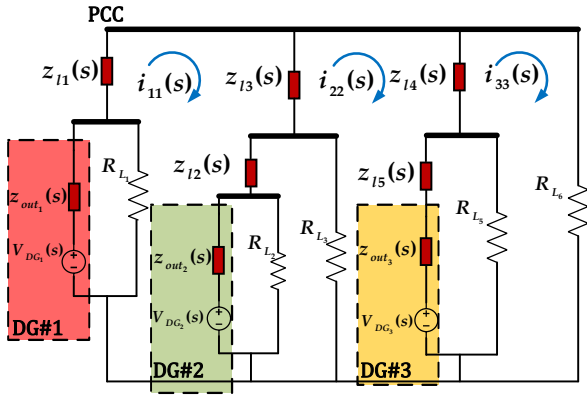 PCC
z_l1(s)
i_11(s)
z_l3(s)
i_22(s)
z_l4(s)
i_33(s)
R_L1
z_l2(s)
z_l5(s)
z_out1(s)
R_L2
R_L3
R_L5
R_L6
z_out2(s)
z_out3(s)
V_DG1(s)
V_DG2(s)
V_DG3(s)
DG#1
DG#2
DG#3